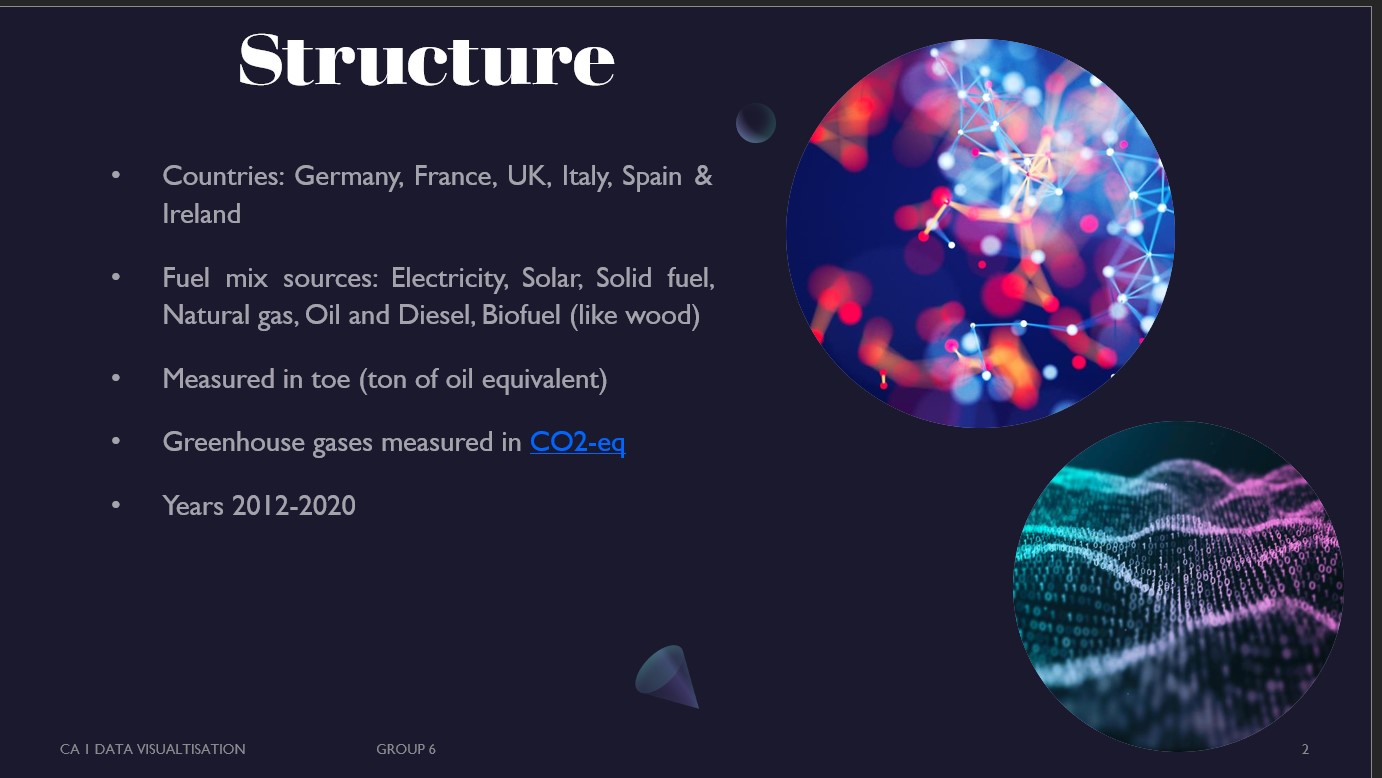 Structure
• Countries: Germany, France, UK, Italy, Spain &
Ireland
• Fuel mix sources: Electricity, Solar, Solid fuel,
Natural gas, Oil and Diesel, Biofuel (like wood)
• Measured in toe (ton of oil equivalent)
• Greenhouse gases measured in CO2-eq
• Years 2012-2020
CA 1 DATA VISUALTISATION
GROUP 6
2